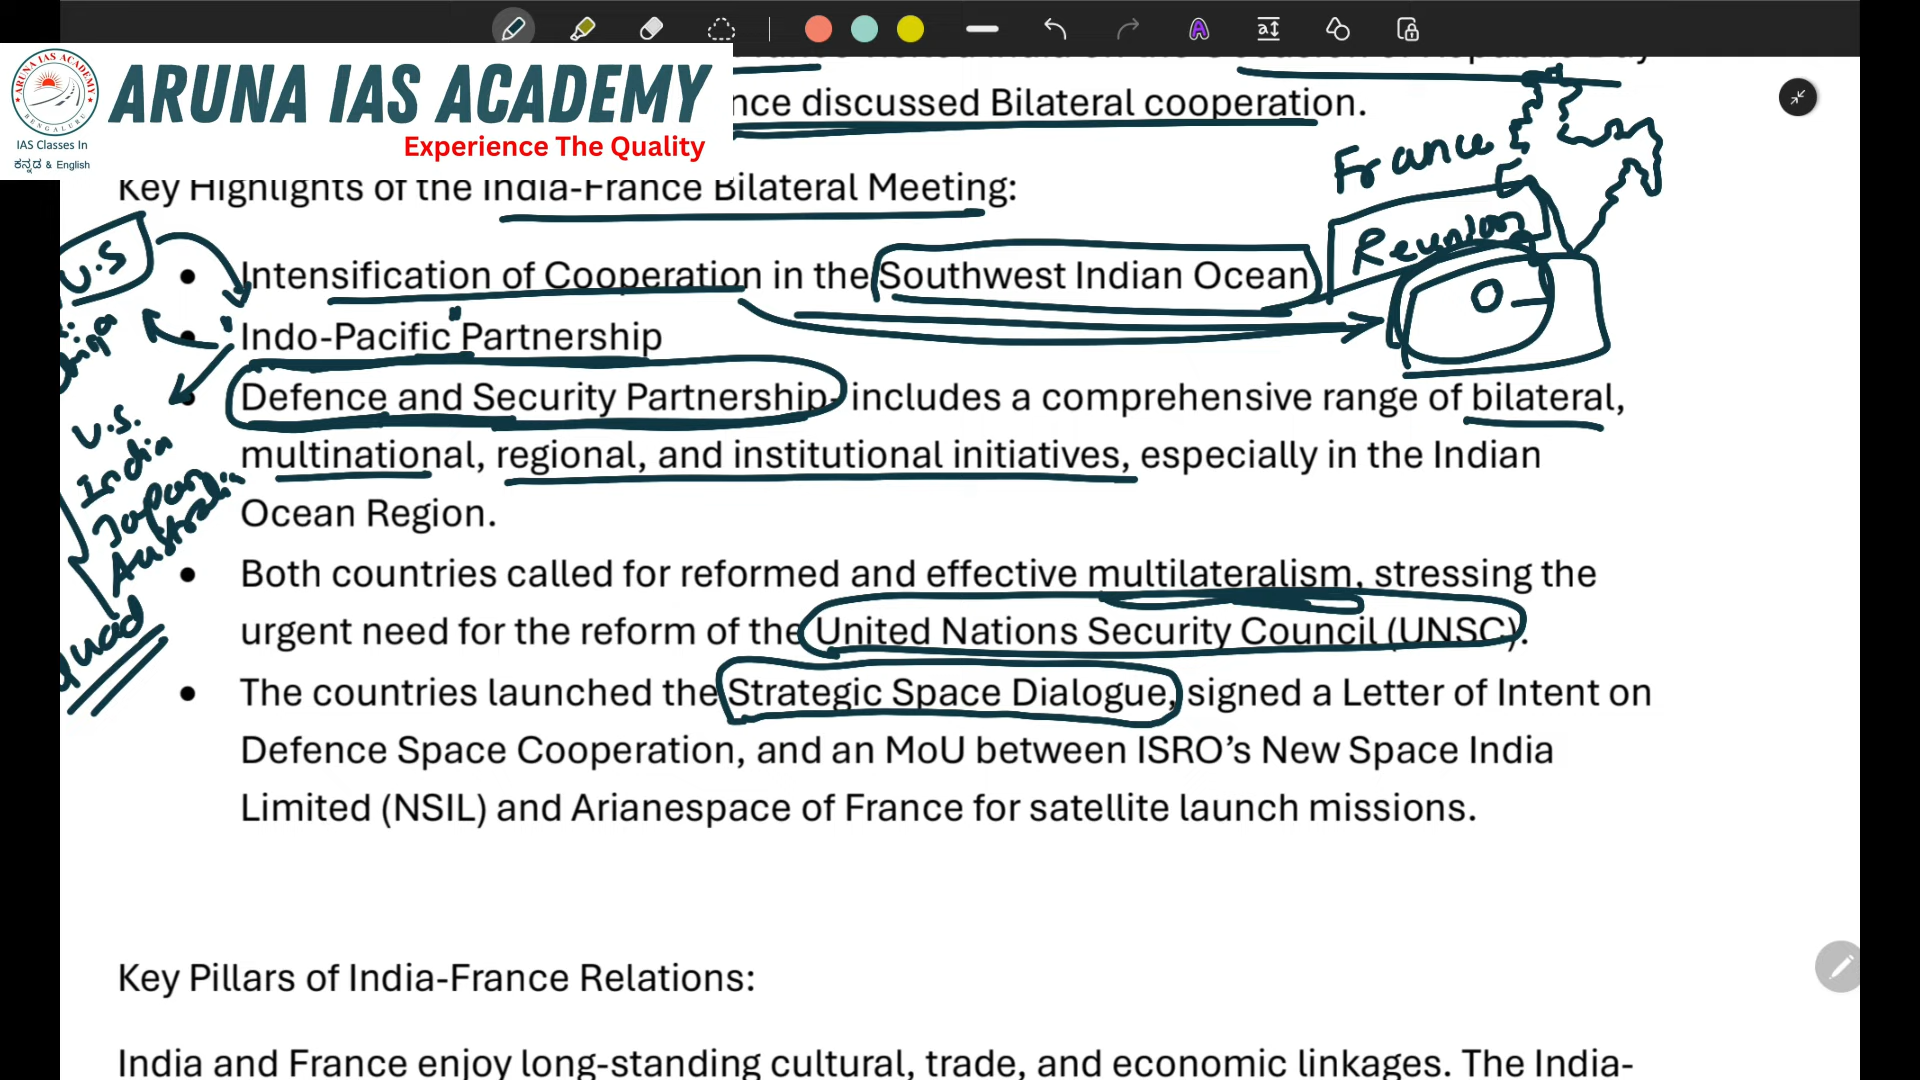 ARUNA IAS ACADEMY
Experience The Quality
ARUNA IAS ACADEMY
BENGALURU
IAS Classes In
ಕನ್ನಡ & English
nce discussed Bilateral cooperation.
Key Highlights of the India-France Bilateral Meeting:
France
Reunion
U.S
• Intensification of Cooperation in the Southwest Indian Ocean
• Indo-Pacific Partnership
• Defence and Security Partnership- includes a comprehensive range of bilateral,
multinational, regional, and institutional initiatives, especially in the Indian
Ocean Region.
U.S.
India
Japan
Australia
Quad
• Both countries called for reformed and effective multilateralism, stressing the
urgent need for the reform of the United Nations Security Council (UNSC).
• The countries launched the Strategic Space Dialogue, signed a Letter of Intent on
Defence Space Cooperation, and an MoU between ISRO’s New Space India
Limited (NSIL) and Arianespace of France for satellite launch missions.
Key Pillars of India-France Relations:
India and France enjoy long-standing cultural, trade, and economic linkages. The India-